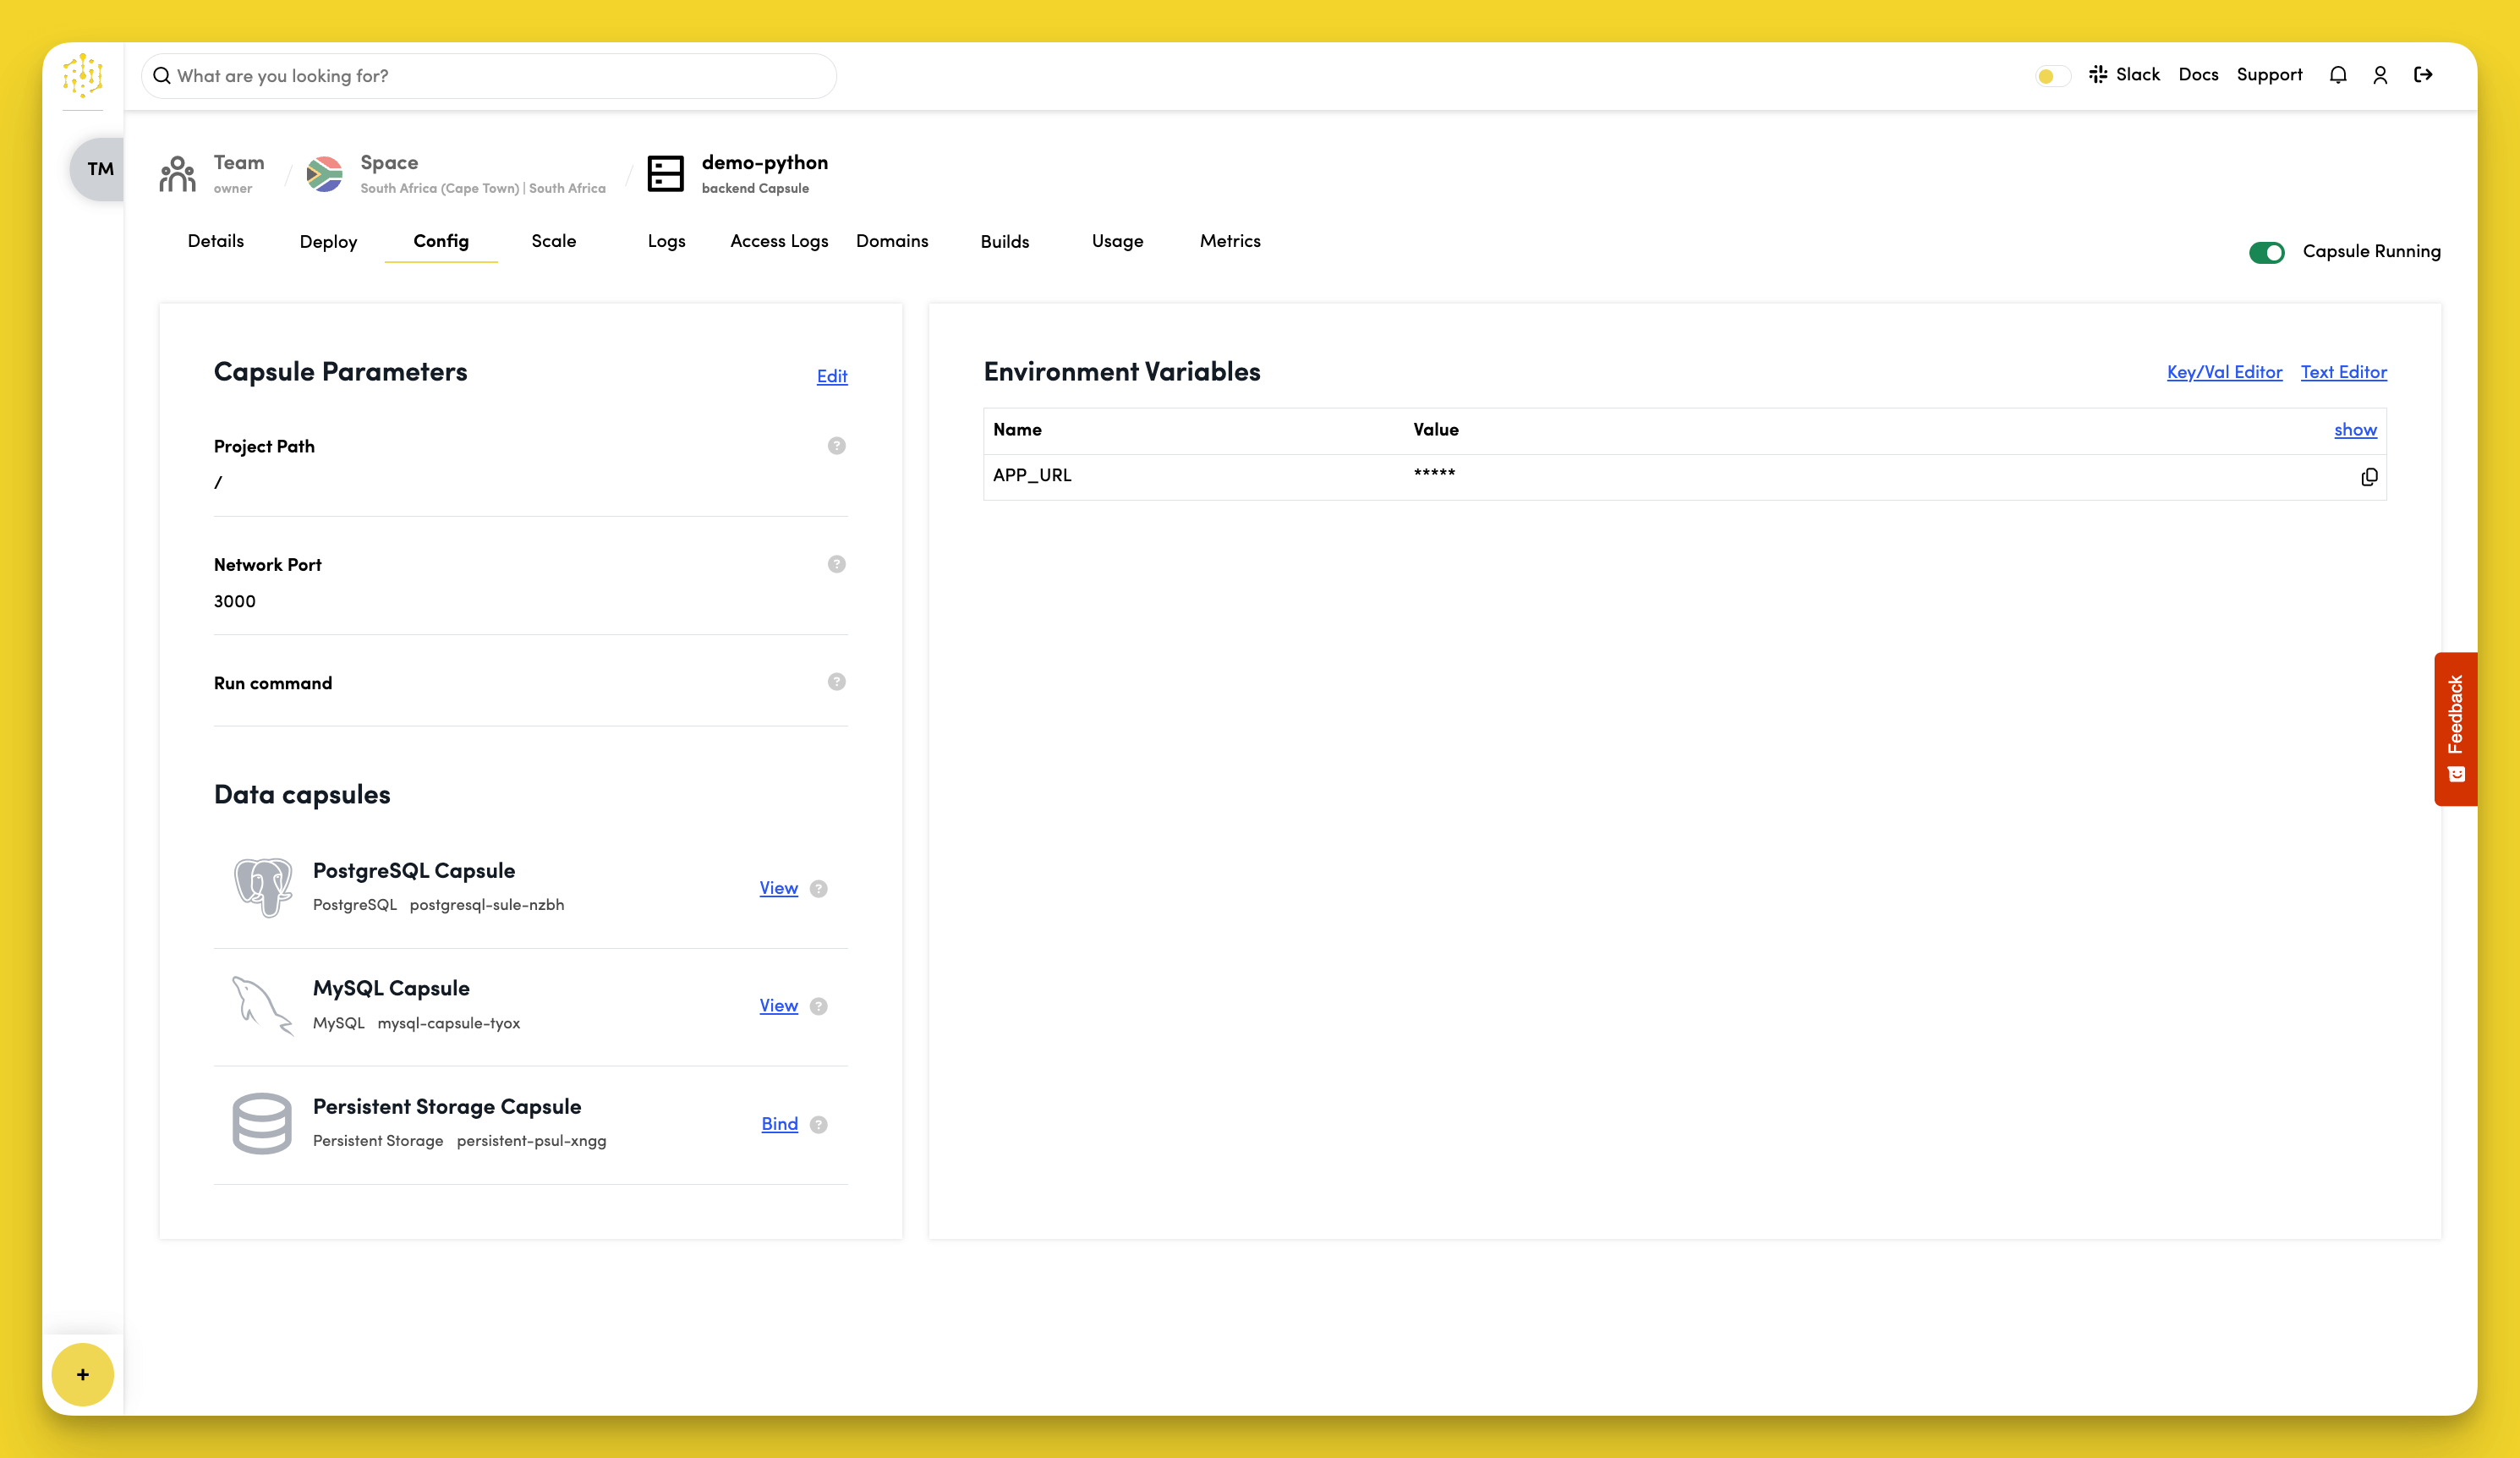 What are you looking for?
Slack Docs Support
TM
Team
owner
Space
South Africa (Cape Town) | South Africa
demo-python
backend Capsule
Details Deploy Config Scale Logs Access Logs Domains Builds Usage Metrics
Capsule Running
Capsule Parameters
Edit
Project Path
?
/
Network Port
?
3000
Run command
?
Data capsules
PostgreSQL Capsule
PostgreSQL postgresql-sule-nzbh
View ?
MySQL Capsule
MySQL mysql-capsule-tyox
View ?
Persistent Storage Capsule
Persistent Storage persistent-psul-xngg
Bind ?
Environment Variables
Key/Val Editor Text Editor
Name Value show
APP_URL *****
Feedback
+